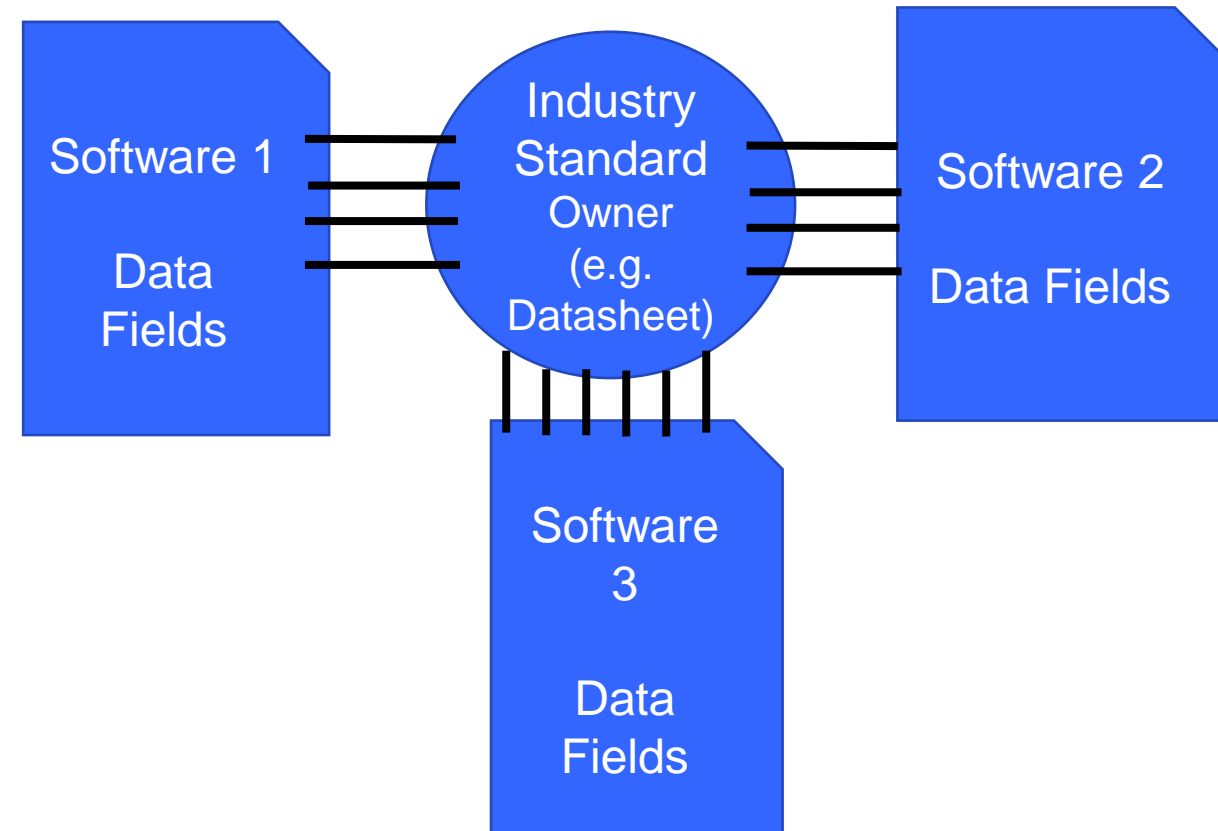 Software 1
Data
Fields
Industry
Standard
Owner
(e.g.
Datasheet)
Software 2
Data Fields
Software
3
Data
Fields